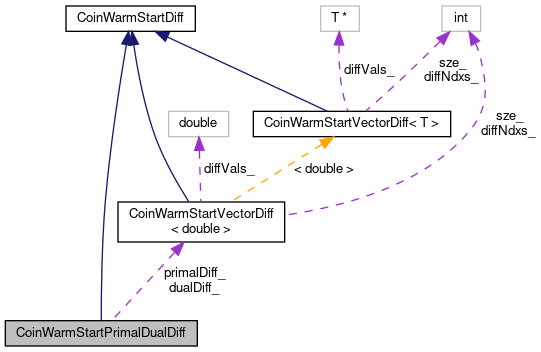 CoinWarmStartDiff
T *
int
diffVals_
sze_
diffNdxs_
double
CoinWarmStartVectorDiff< T >
sze_
diffNdxs_
diffVals_
< double >
CoinWarmStartVectorDiff
< double >
primalDiff_
dualDiff_
CoinWarmStartPrimalDualDiff